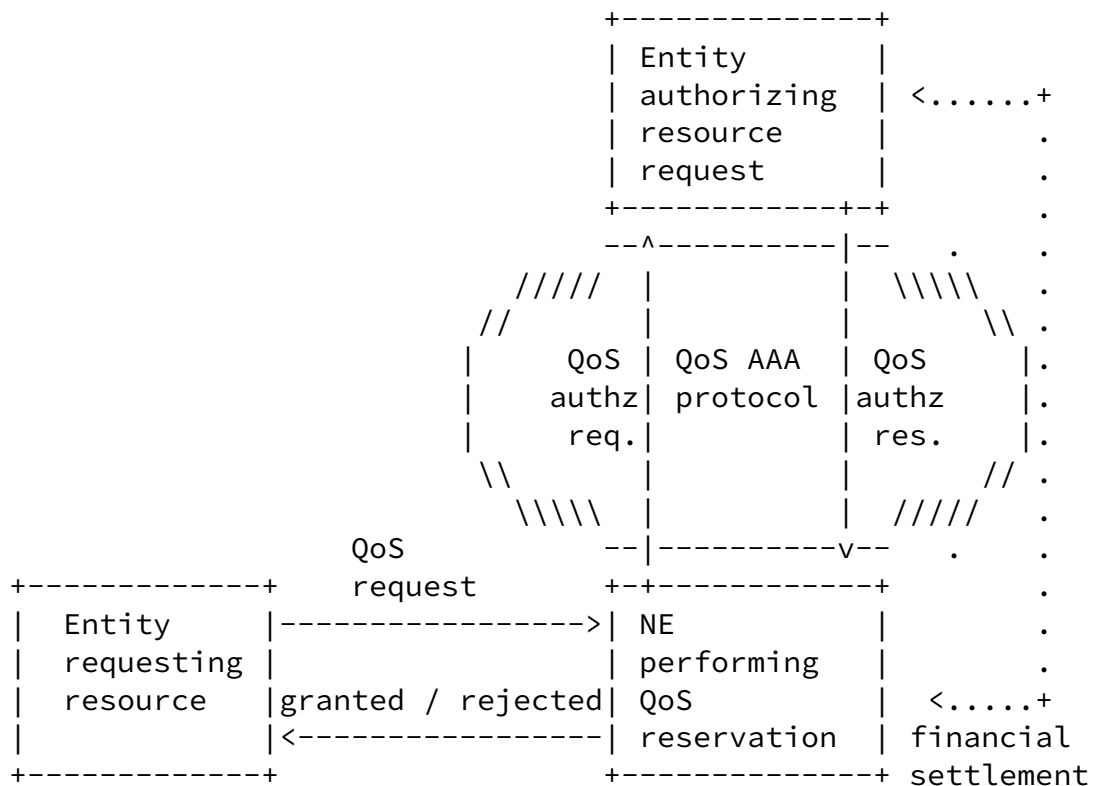 Entity
authorizing
resource
request
QoS QoS AAA QoS
authz protocol authz
req. res.
QoS
request
Entity NE
requesting performing
resource granted / rejected QoS
reservation financial
settlement